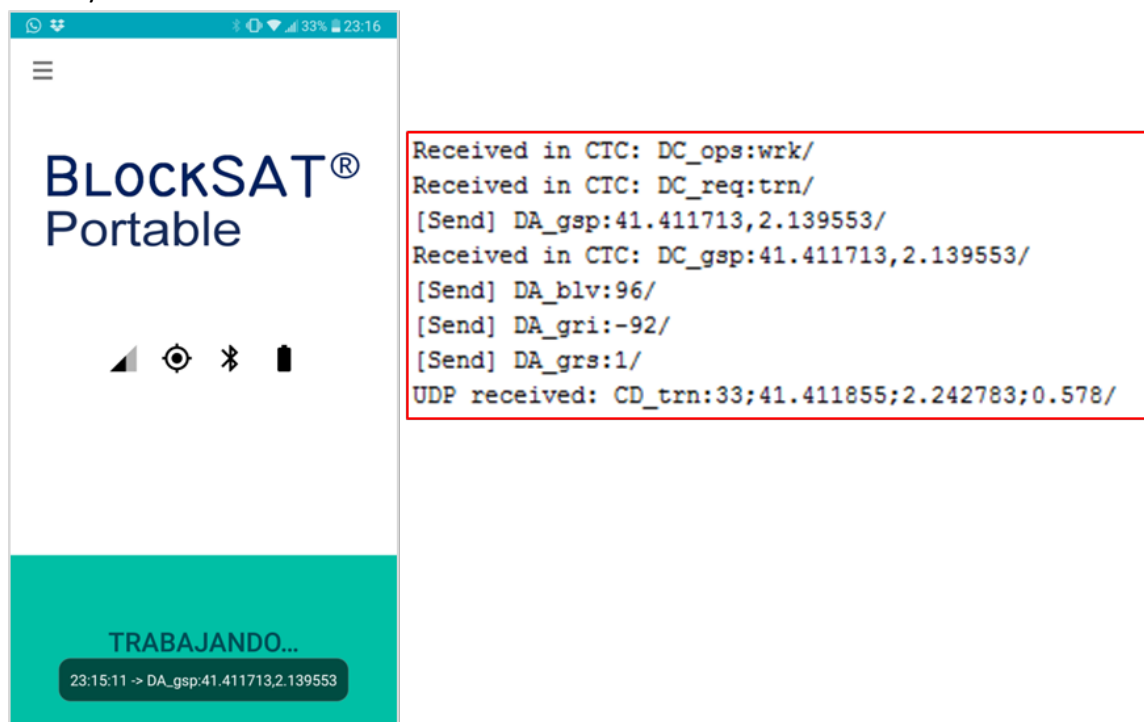 33% 23:16
BLOCKSAT®
Portable
TRABAJANDO...
23:15:11 -> DA_gsp:41.411713,2.139553
Received in CTC: DC_ops:wrk/
Received in CTC: DC_req:trn/
[Send] DA_gsp:41.411713,2.139553/
Received in CTC: DC_gsp:41.411713,2.139553/
[Send] DA_blv:96/
[Send] DA_gri:-92/
[Send] DA_grs:1/
UDP received: CD_trn:33;41.411855;2.242783;0.578/